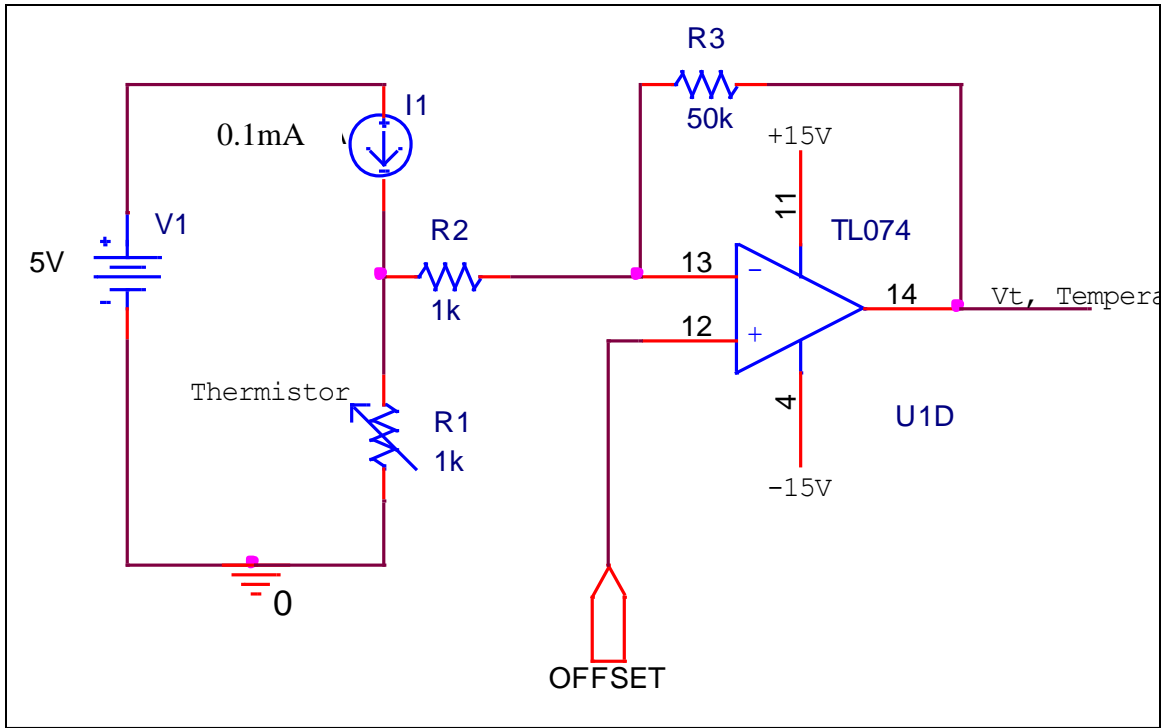 R3
50k
I1
0.1mA
+15V
11
TL074
V1
5V
+
-
R2
1k
13
-
14
Vt,
12
+
Thermistor
R1
1k
4
U1D
-15V
0
OFFSET